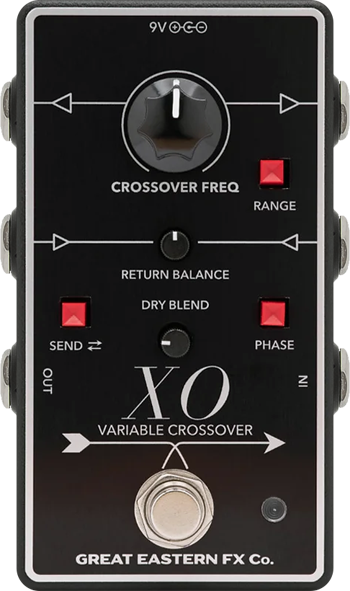 9V
CROSSOVER FREQ
RANGE
RETURN BALANCE
DRY BLEND
SEND ⇄
PHASE
OUT
IN
XO
VARIABLE CROSSOVER
GREAT EASTERN FX Co.